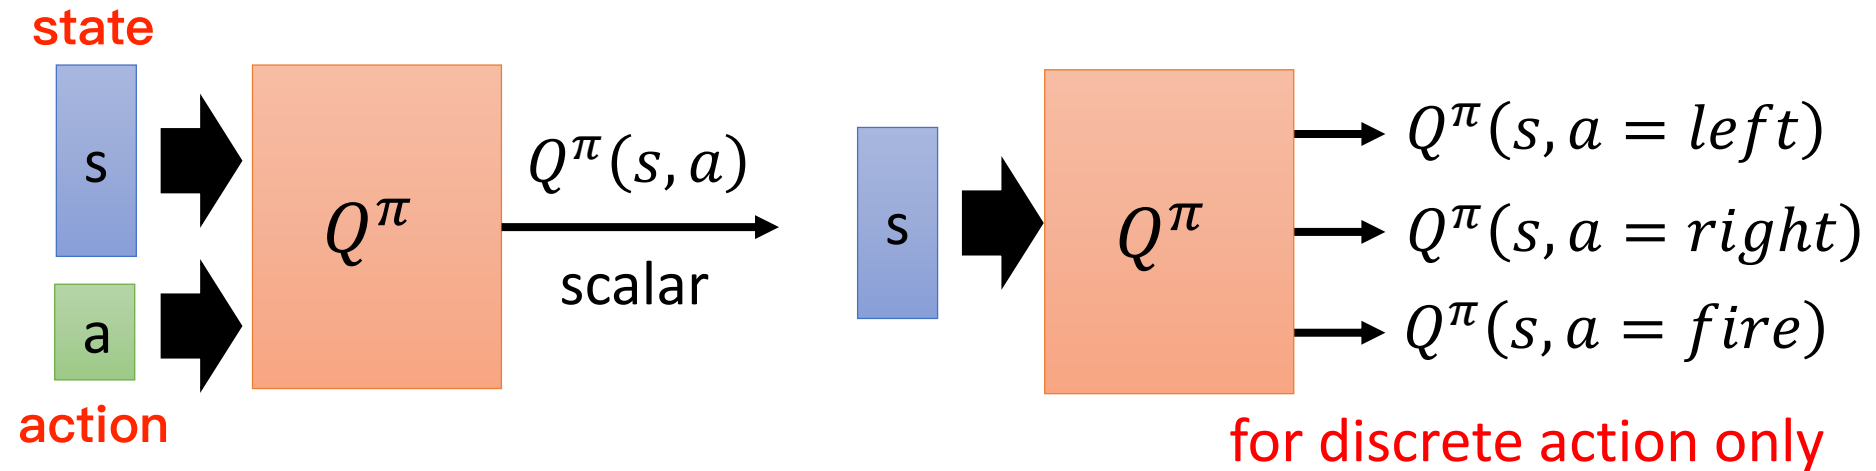 state
s
a
action
Q^π
Q^π(s, a)
scalar
s
Q^π
Q^π(s, a = left)
Q^π(s, a = right)
Q^π(s, a = fire)
for discrete action only